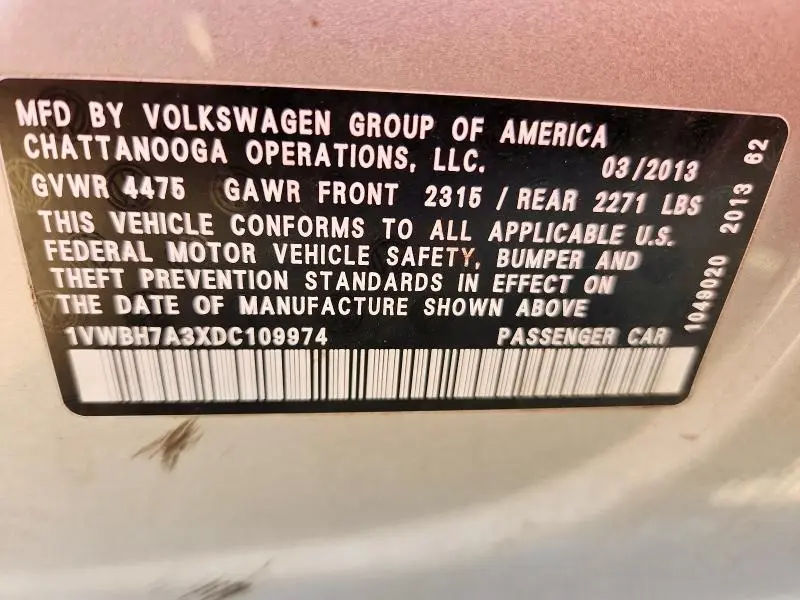 MFD BY VOLKSWAGEN GROUP OF AMERICA
CHATTANOOGA OPERATIONS, LLC. 03/2013
GVWR 4475 GAWR FRONT 2315 / REAR 2271 LBS
THIS VEHICLE CONFORMS TO ALL APPLICABLE U.S.
FEDERAL MOTOR VEHICLE SAFETY, BUMPER AND
THEFT PREVENTION STANDARDS IN EFFECT ON
THE DATE OF MANUFACTURE SHOWN ABOVE
1VWBH7A3XDC109974 PASSENGER CAR
1049020 2013 62